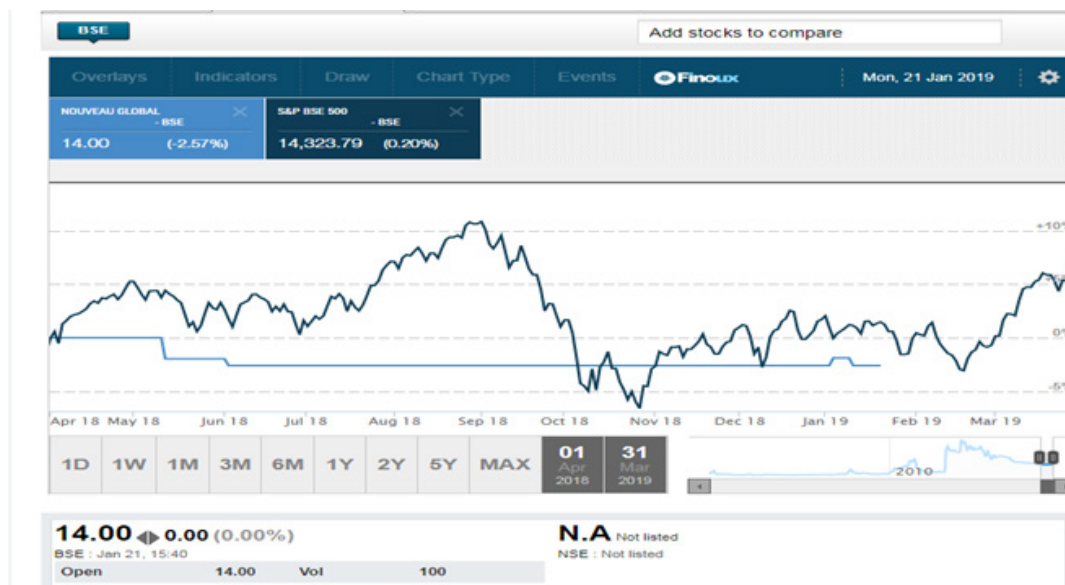 BSE
Add stocks to compare
Overlays Indicators Draw Chart Type Events Finoux Mon, 21 Jan 2019
NOUVEAU GLOBAL
- BSE
14.00 (-2.57%)
S&P BSE 500
- BSE
14,323.79 (0.20%)
+10%
+5%
0%
-5%
Apr 18 May 18 Jun 18 Jul 18 Aug 18 Sep 18 Oct 18 Nov 18 Dec 18 Jan 19 Feb 19 Mar 19
1D 1W 1M 3M 6M 1Y 2Y 5Y MAX
01
Apr
2018
31
Mar
2019
2010
14.00 0.00 (0.00%)
BSE : Jan 21, 15:40
Open 14.00 Vol 100
N.A Not listed
NSE : Not listed